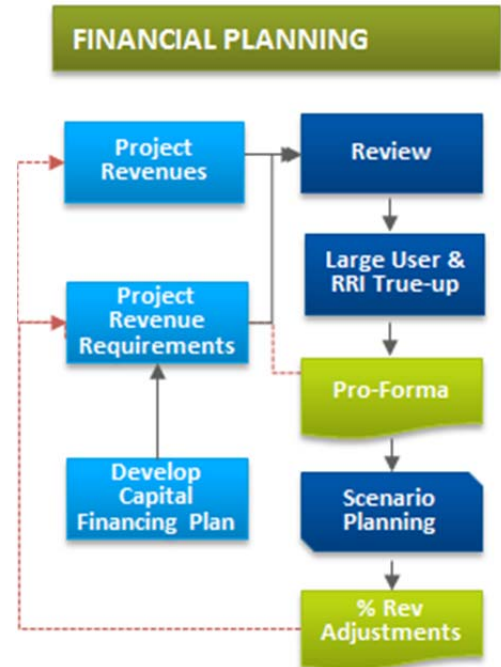 FINANCIAL PLANNING
Project
Revenues
Review
Large User &
RRI True-up
Project
Revenue
Requirements
Pro-Forma
Develop
Capital
Financing Plan
Scenario
Planning
% Rev
Adjustments